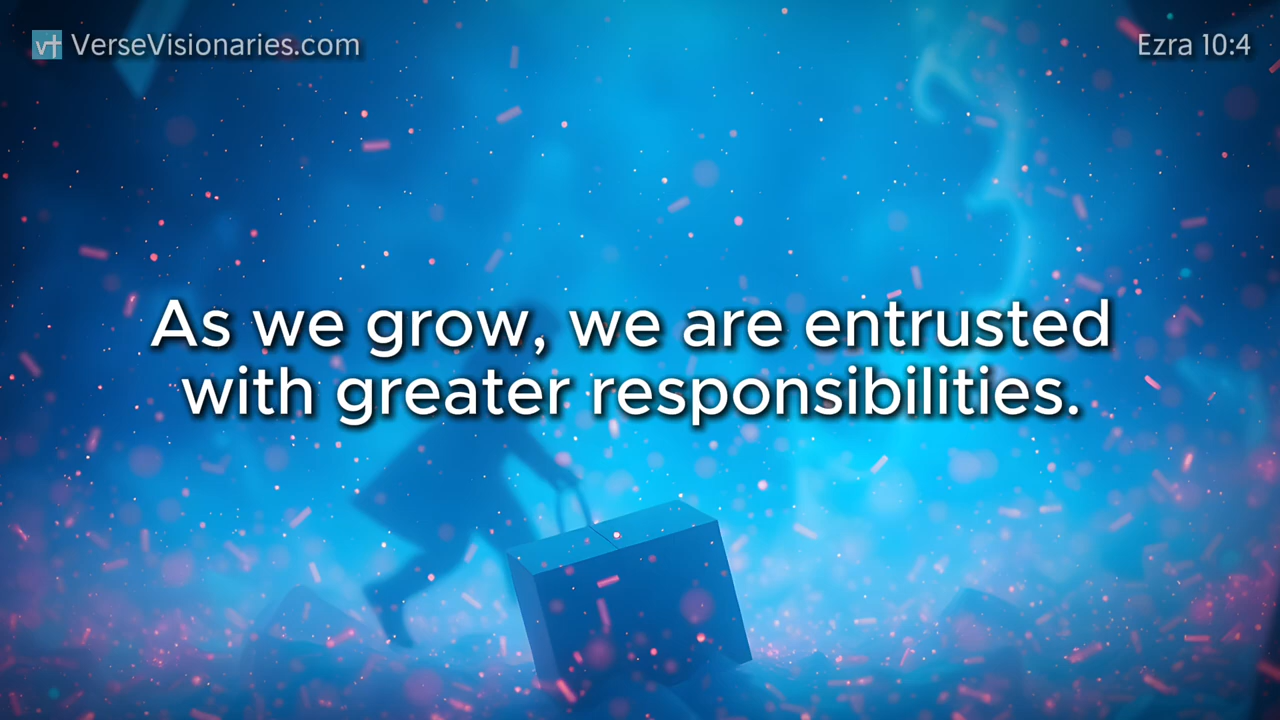 VerseVisionaries.com
Ezra 10:4
As we grow, we are entrusted
with greater responsibilities.